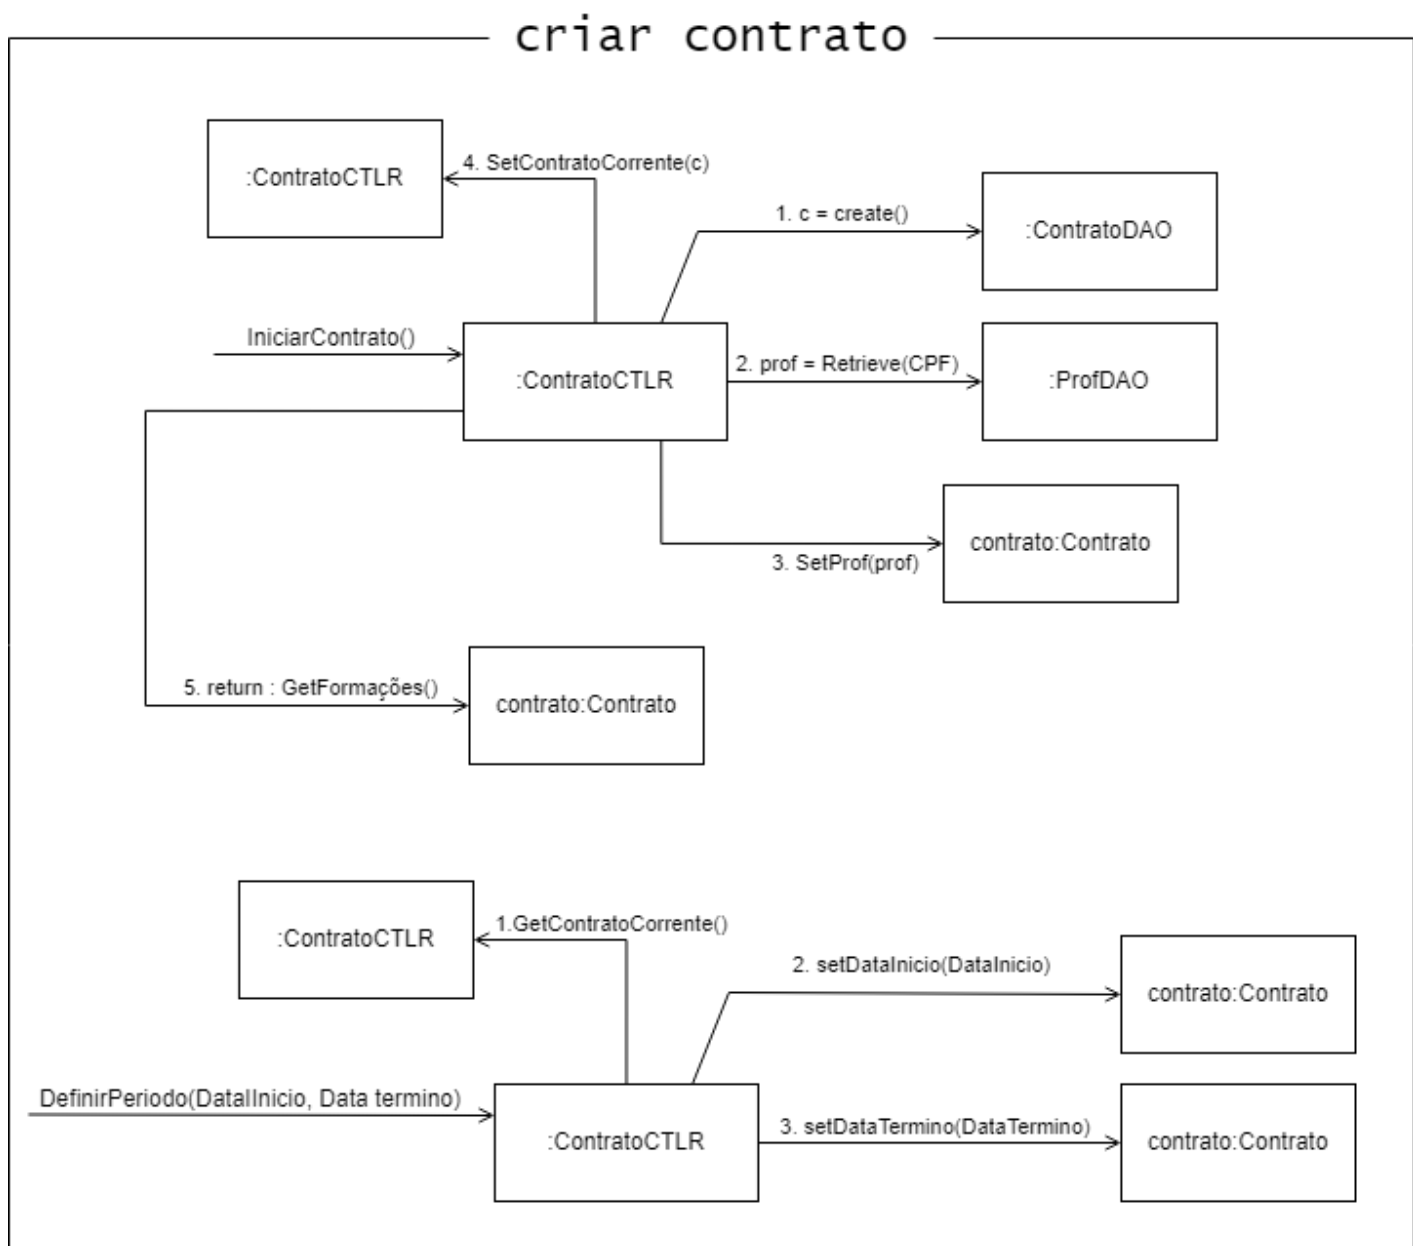 criar contrato
:ContratoCTLR
4. SetContratoCorrente(c)
1. c = create()
:ContratoDAO
IniciarContrato()
:ContratoCTLR
2. prof = Retrieve(CPF)
:ProfDAO
3. SetProf(prof)
contrato:Contrato
5. return : GetFormações()
contrato:Contrato
:ContratoCTLR
1.GetContratoCorrente()
2. setDataInicio(DataInicio)
contrato:Contrato
DefinirPeriodo(DataIInicio, Data termino)
:ContratoCTLR
3. setDataTermino(DataTermino)
contrato:Contrato